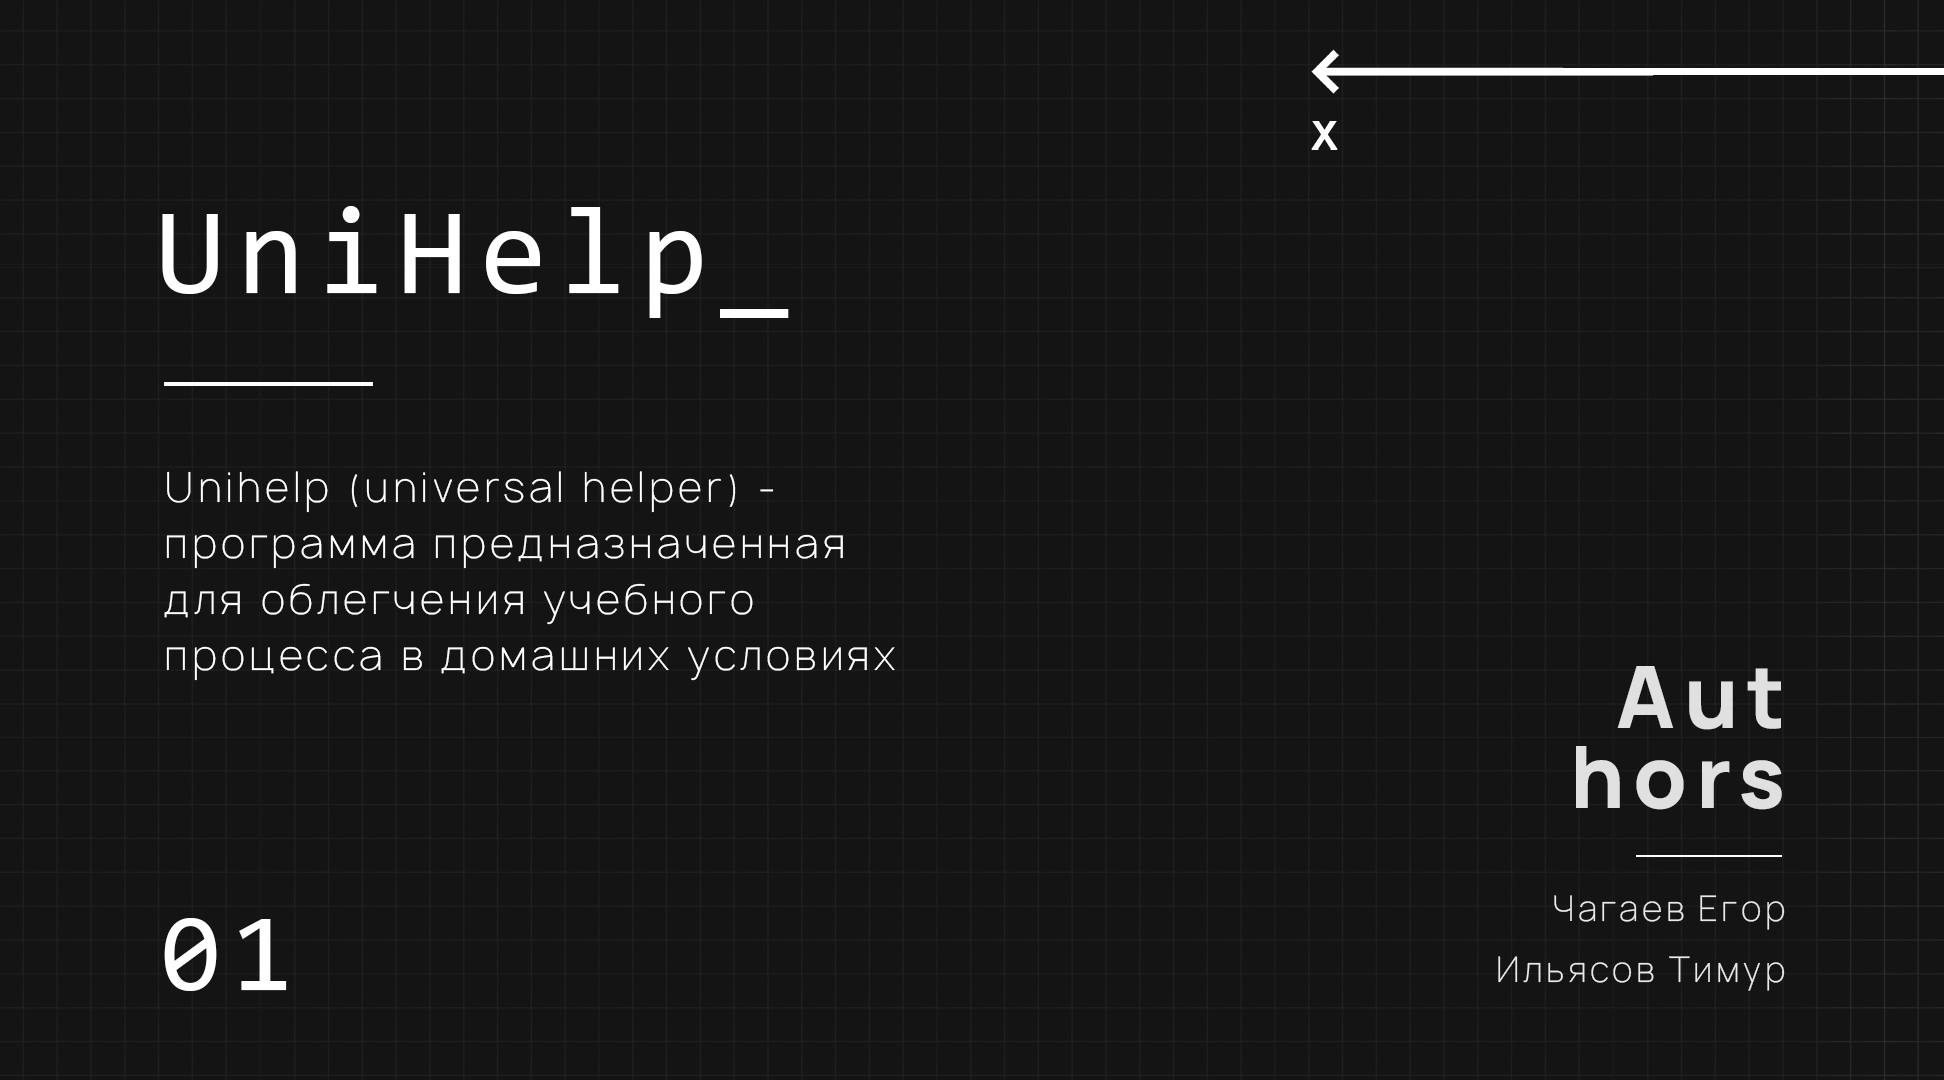 x
UniHelp_
Unihelp (universal helper) -
программа предназначенная
для облегчения учебного
процесса в домашних условиях
Aut
hors
Чагаев Егор
Ильясов Тимур
01